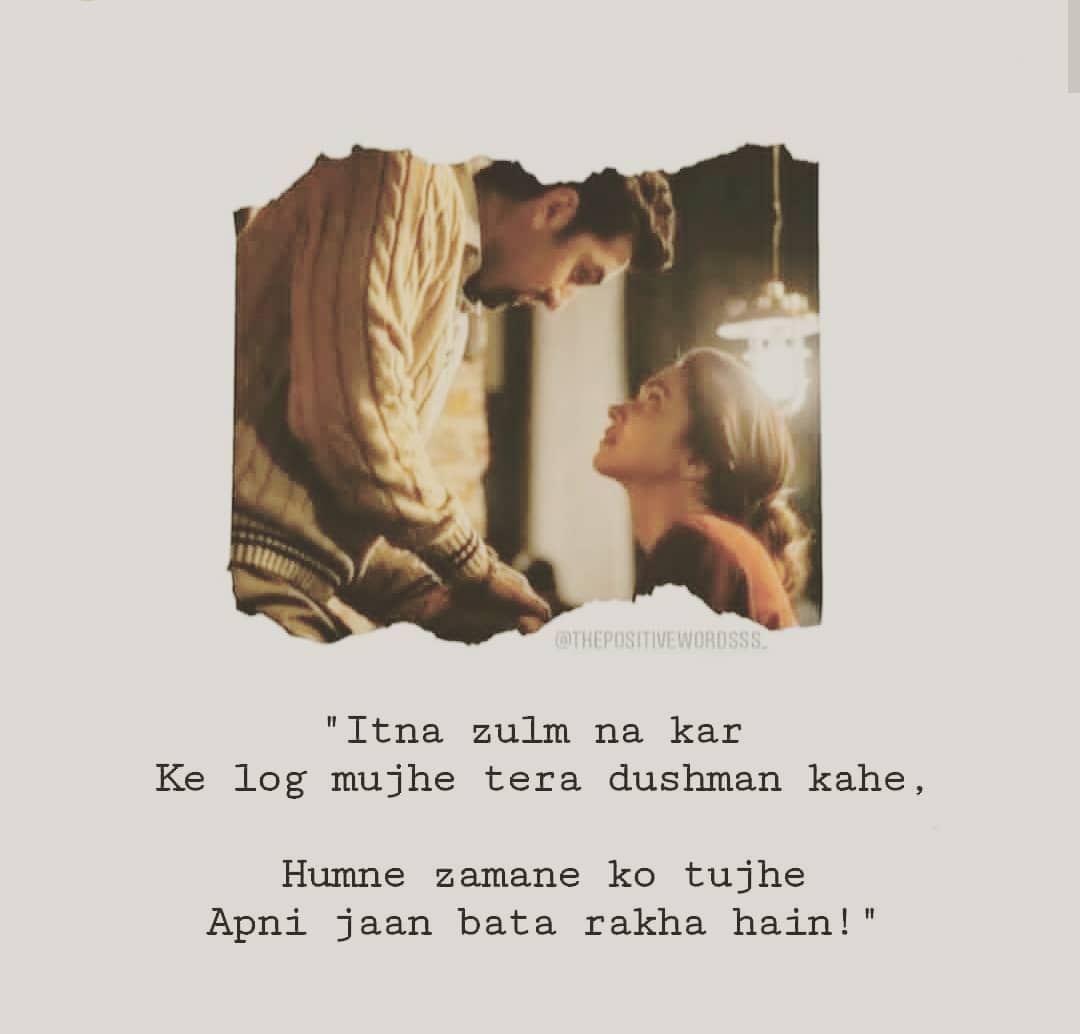 @THEPOSITIVEWORDSSS_
"Itna zulm na kar
Ke log mujhe tera dushman kahe,
Humne zamane ko tujhe
Apni jaan bata rakha hain!"